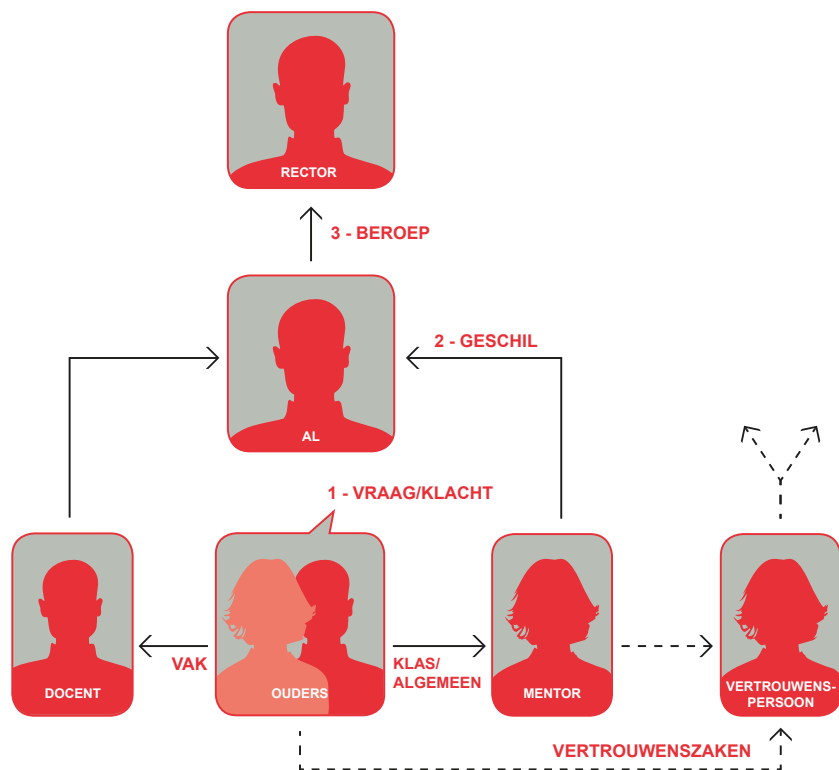 RECTOR
3 - BEROEP
2 - GESCHIL
AL
1 - VRAAG/KLACHT
DOCENT
VAK
OUDERS
KLAS/
ALGEMEEN
MENTOR
VERTROUWENS-
PERSOON
VERTROUWENSZAKEN